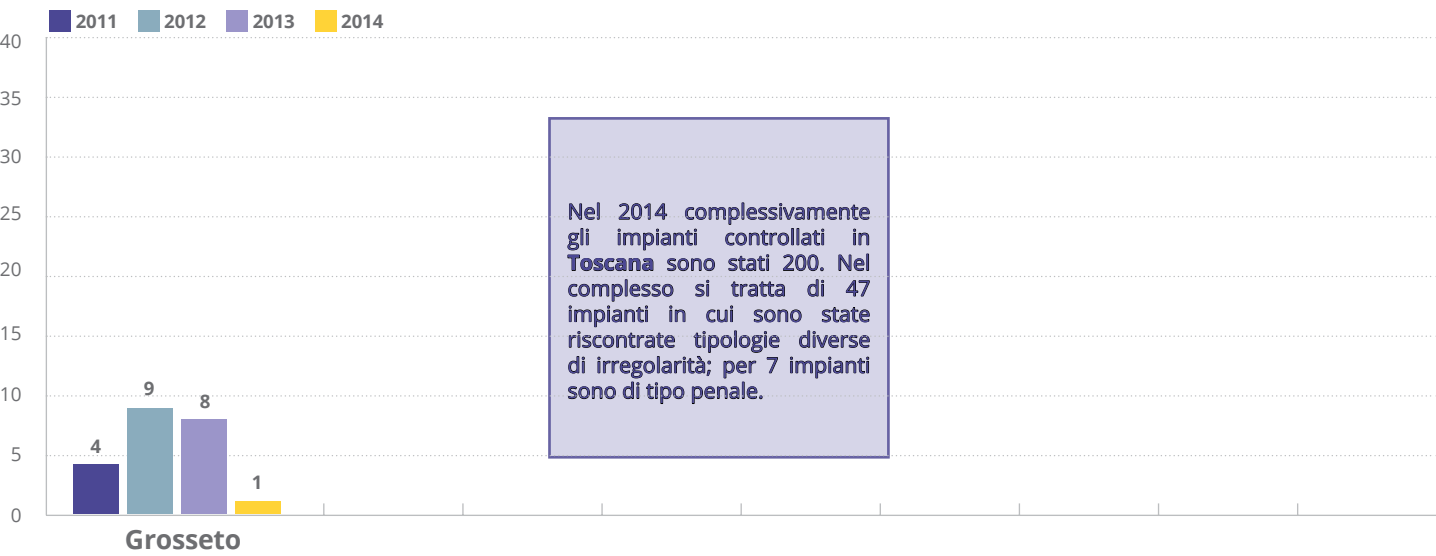 2011 2012 2013 2014
40
35
30
25
20
15
10
5
0
4
9
8
1
Grosseto
Nel 2014 complessivamente
gli impianti controllati in
Toscana sono stati 200. Nel
complesso si tratta di 47
impianti in cui sono state
riscontrate tipologie diverse
di irregolarità; per 7 impianti
sono di tipo penale.